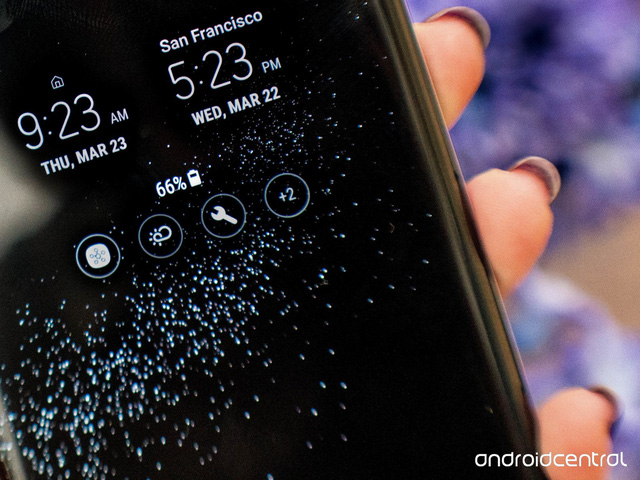 San Francisco
9:23 AM
THU, MAR 23
5:23 PM
WED, MAR 22
66%
+2
androidcentral